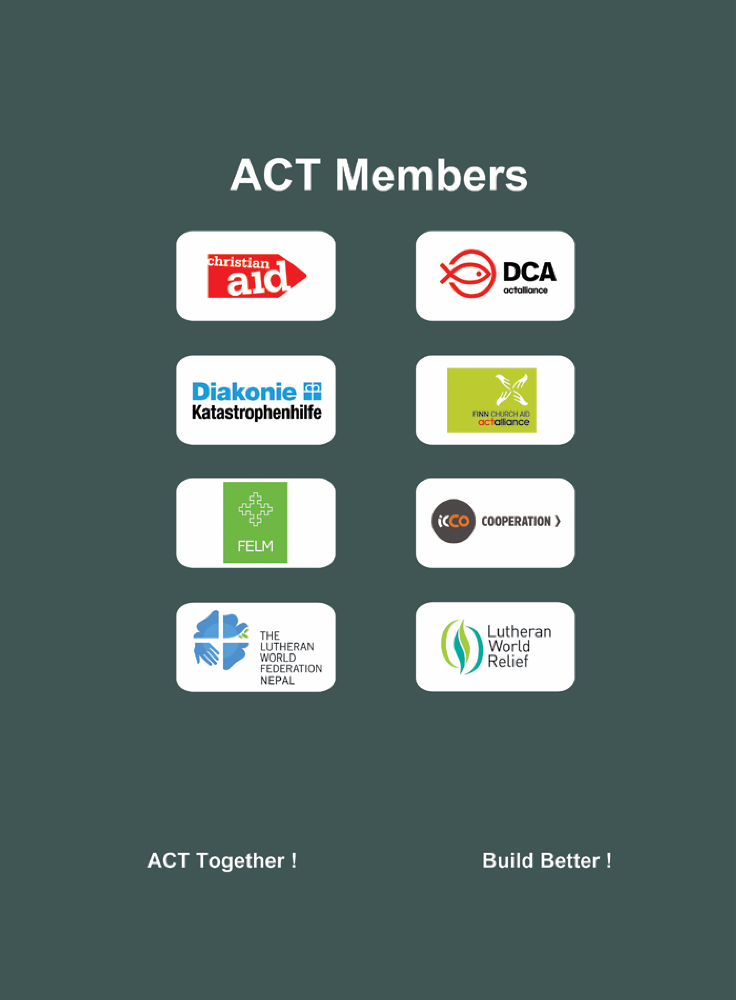 ACT Members
christian
aid
DCA
actalliance
Diakonie
Katastrophenhilfe
FINN CHURCH AID
actalliance
FELM
icco COOPERATION
THE
LUTHERAN
WORLD
FEDERATION
NEPAL
Lutheran
World
Relief
ACT Together !
Build Better !